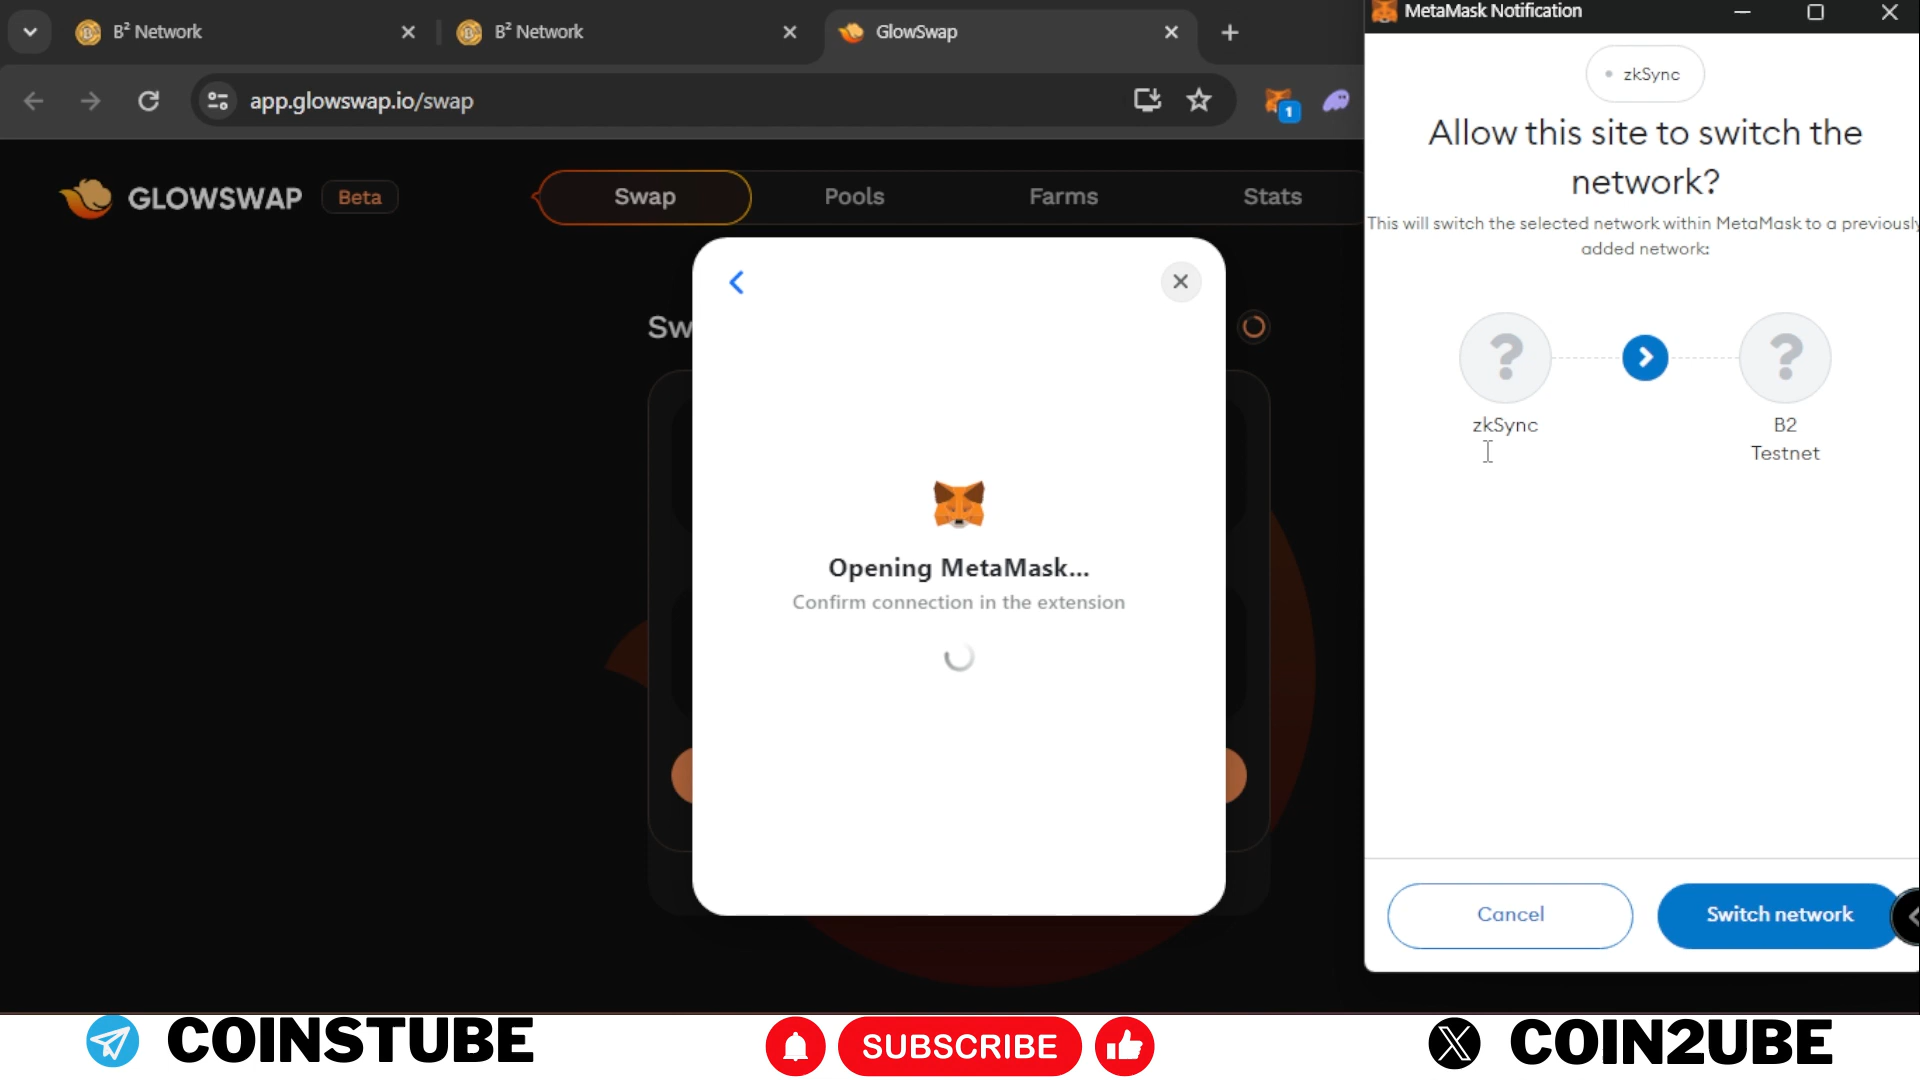 B² Network
B² Network
GlowSwap
MetaMask Notification
app.glowswap.io/swap
1
zkSync
Allow this site to switch the
network?
This will switch the selected network within MetaMask to a previously
added network:
GLOWSWAP
Beta
Swap
Pools
Farms
Stats
Sw
?
?
zkSync
B2
Testnet
Opening MetaMask...
Confirm connection in the extension
Cancel
Switch network
COINSTUBE
SUBSCRIBE
COIN2UBE